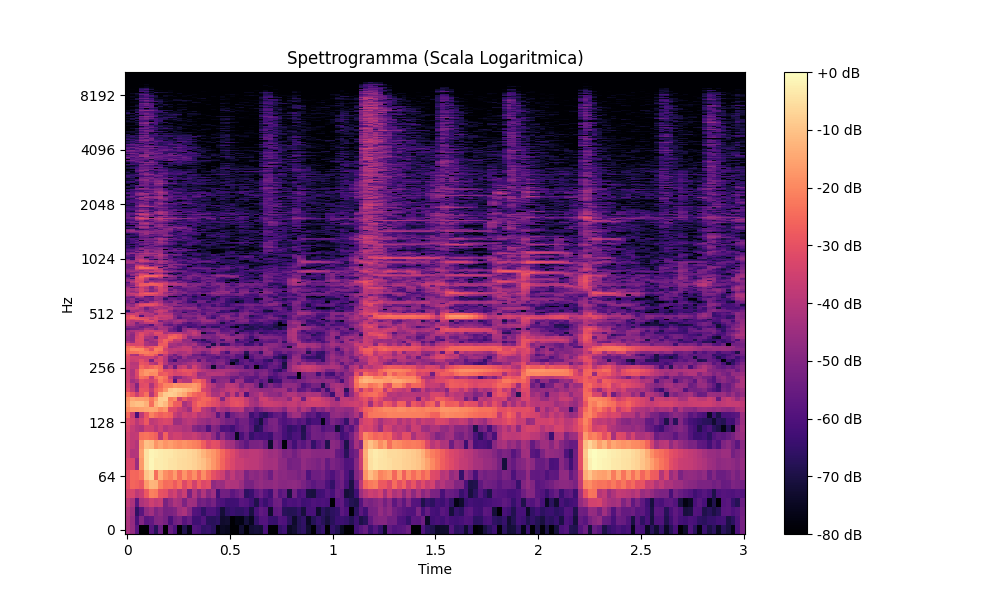 Spettrogramma (Scala Logaritmica)
Hz
8192
4096
2048
1024
512
256
128
64
0
0 0.5 1 1.5 2 2.5 3
Time
+0 dB
-10 dB
-20 dB
-30 dB
-40 dB
-50 dB
-60 dB
-70 dB
-80 dB